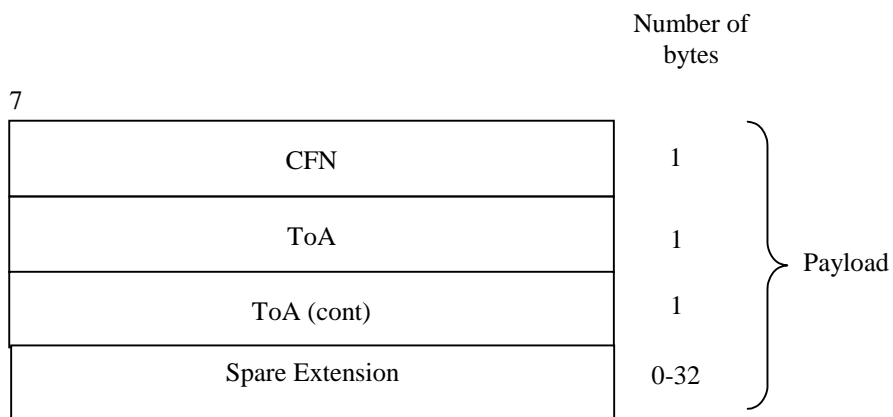 Number of
bytes
7
CFN 1
ToA 1
Payload
ToA (cont) 1
Spare Extension 0-32